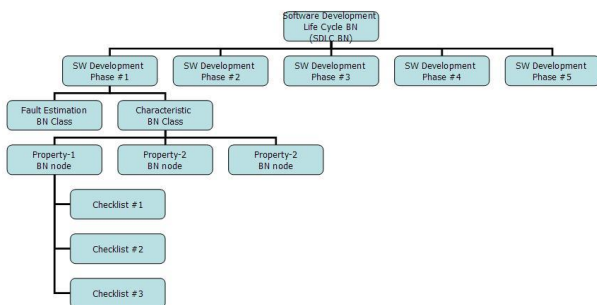 Software Development
Life Cycle BN
(SDLC BN)
SW Development
Phase #1
SW Development
Phase #2
SW Development
Phase #3
SW Development
Phase #4
SW Development
Phase #5
Fault Estimation
BN Class
Characteristic
BN Class
Property-1
BN node
Property-2
BN node
Property-2
BN node
Checklist #1
Checklist #2
Checklist #3